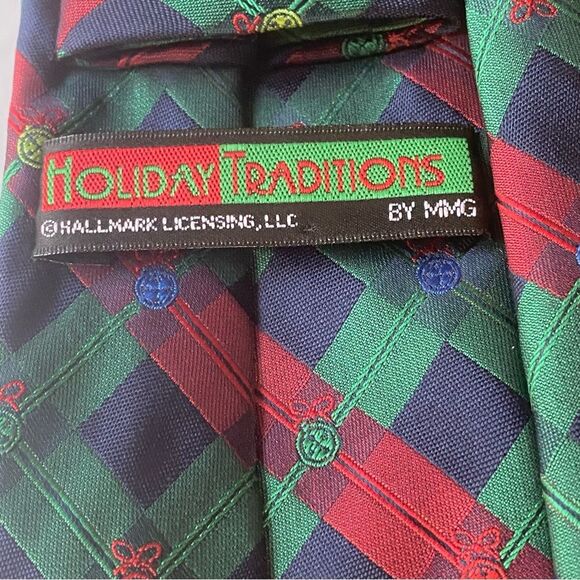 HOLIDAY TRADITIONS
© HALLMARK LICENSING, LLC BY MMG